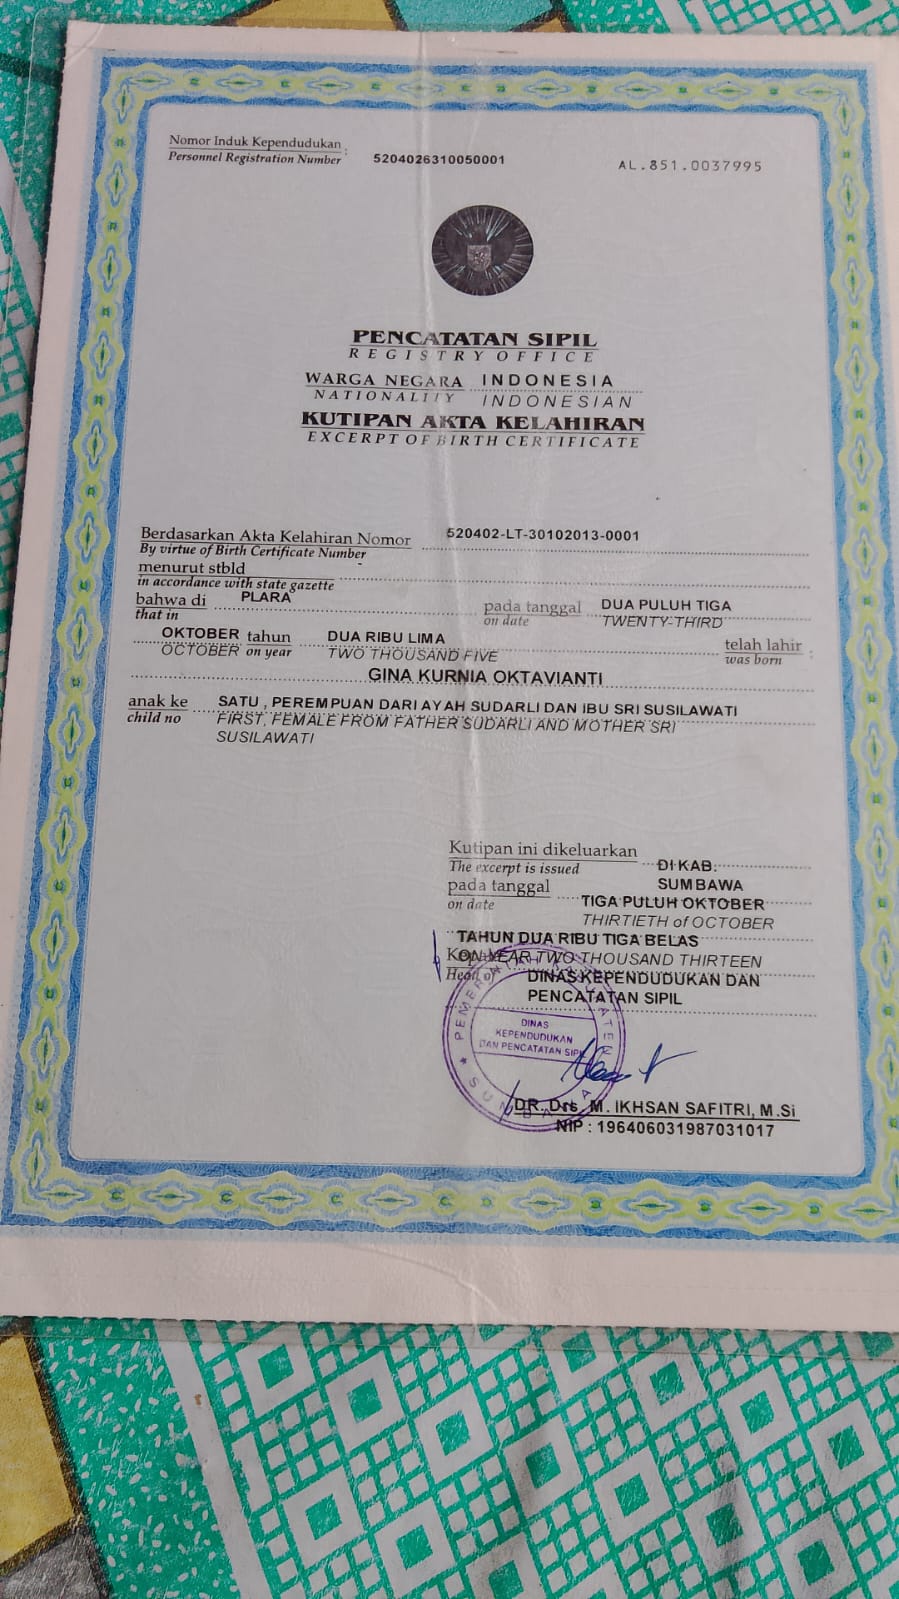 Nomor Induk Kependudukan :
Personnel Registration Number
5204026310050001
AL.851.0037995
PENCATATAN SIPIL
REGISTRY OFFICE
WARGA NEGARA INDONESIA
NATIONALITY INDONESIAN
KUTIPAN AKTA KELAHIRAN
EXCERPT OF BIRTH CERTIFICATE
Berdasarkan Akta Kelahiran Nomor 520402-LT-30102013-0001
By virtue of Birth Certificate Number
menurut stbld
in accordance with state gazette
bahwa di PLARA pada tanggal DUA PULUH TIGA
that in on date TWENTY-THIRD
OKTOBER tahun DUA RIBU LIMA telah lahir :
OCTOBER on year TWO THOUSAND FIVE was born
GINA KURNIA OKTAVIANTI
anak ke SATU , PEREMPUAN DARI AYAH SUDARLI DAN IBU SRI SUSILAWATI
child no FIRST, FEMALE FROM FATHER SUDARLI AND MOTHER SRI
SUSILAWATI
Kutipan ini dikeluarkan DI KAB.
The excerpt is issued
pada tanggal SUMBAWA
on date TIGA PULUH OKTOBER
THIRTIETH of OCTOBER
TAHUN DUA RIBU TIGA BELAS
ON YEAR TWO THOUSAND THIRTEEN
Head of DINAS KEPENDUDUKAN DAN
PENCATATAN SIPIL
DINAS
KEPENDUDUKAN
DAN PENCATATAN SIPIL
DR. Drs. M. IKHSAN SAFITRI, M.Si
NIP : 196406031987031017